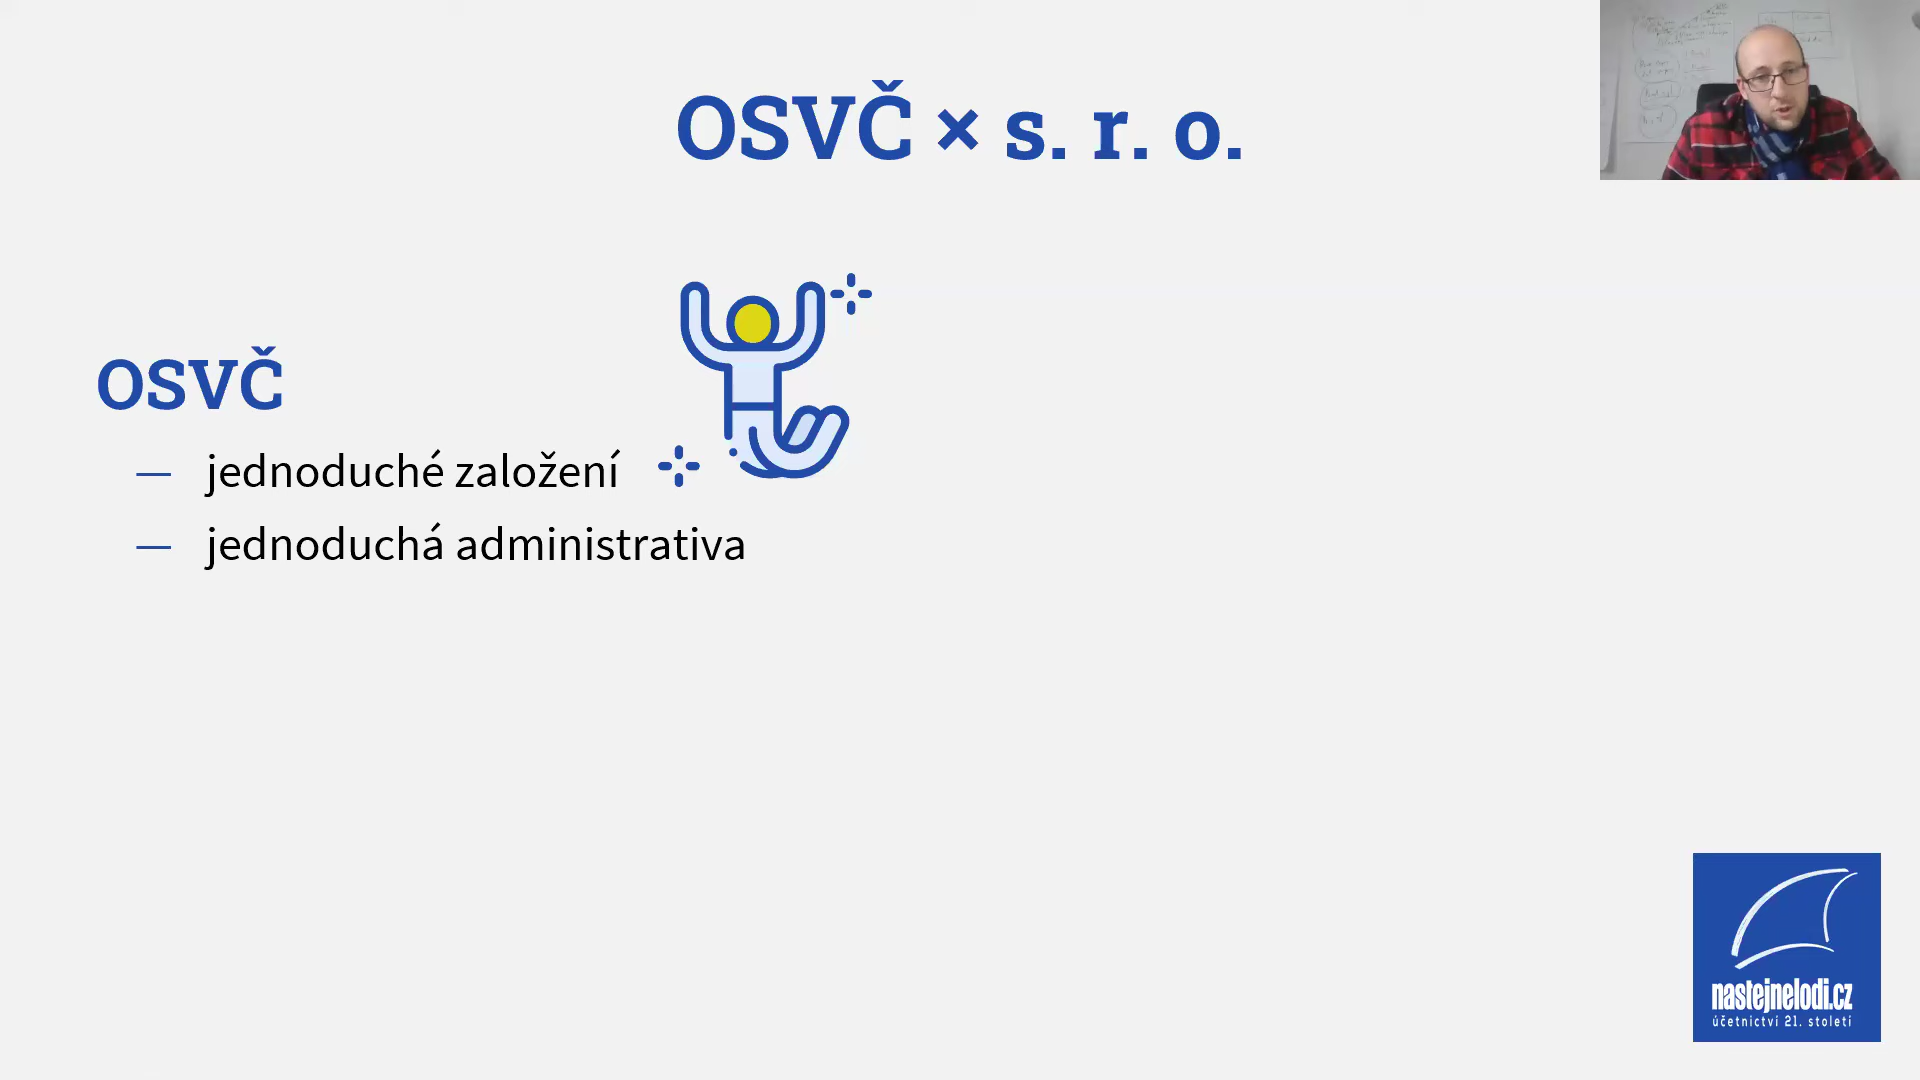 OSVČ × s. r. o.
OSVČ
— jednoduché založení
— jednoduchá administrativa
nastejnelodi.cz
účetnictví 21. století